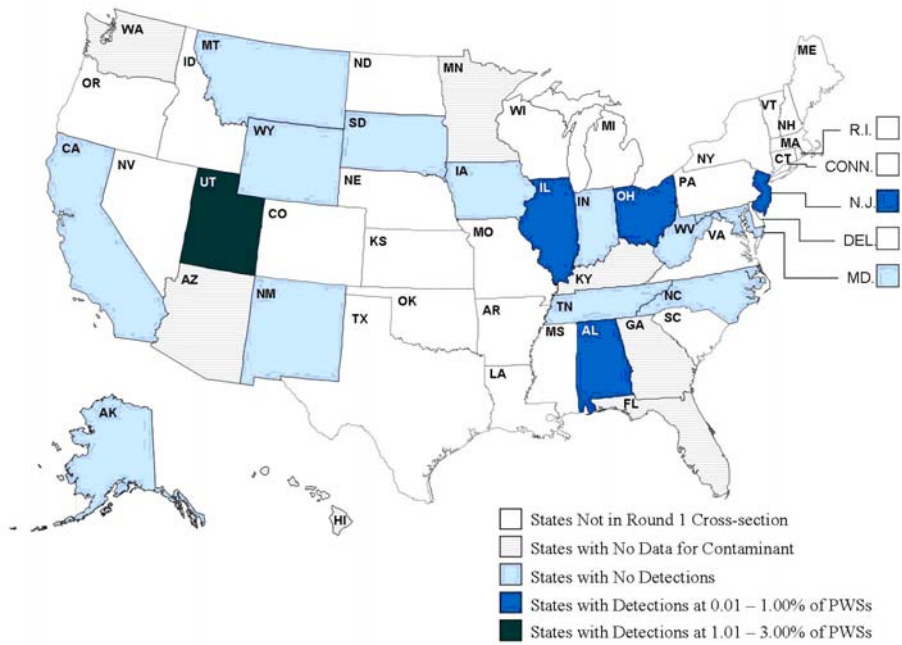 WA
MT
ID
ND
MN
OR
ME
WI
MI
VT
NH
MA
R.I.
CT
CONN.
NY
SD
WY
CA
NV
IA
NE
PA
N.J.
UT
IL
IN
OH
CO
WV
VA
DEL.
MO
KS
MD.
KY
AZ
NM
OK
TN
NC
AR
TX
MS
AL
GA
SC
LA
FL
AK
HI
States Not in Round 1 Cross-section
States with No Data for Contaminant
States with No Detections
States with Detections at 0.01 – 1.00% of PWSs
States with Detections at 1.01 – 3.00% of PWSs